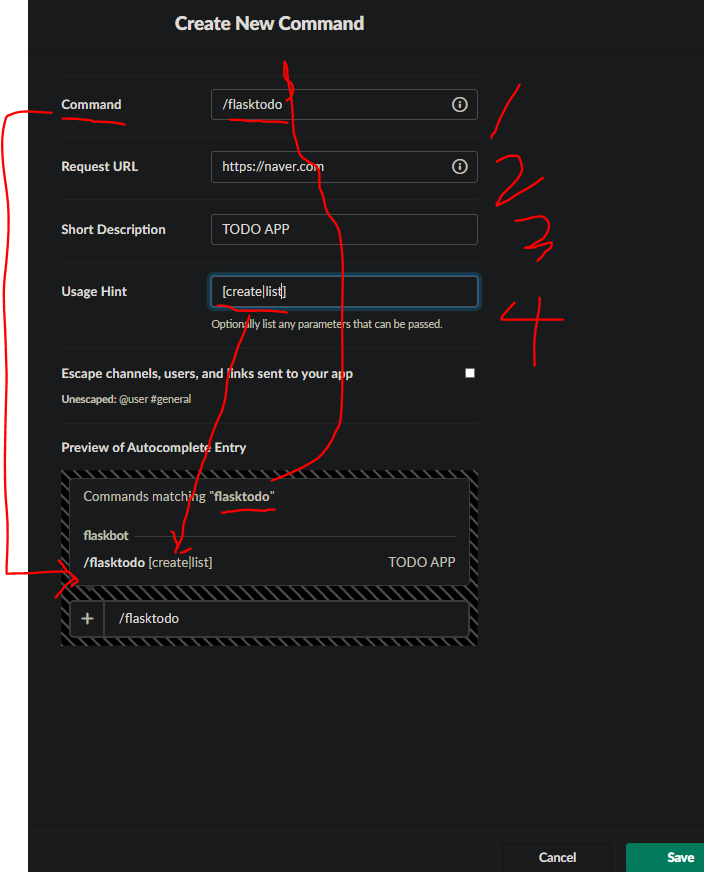 Create New Command
Command /flasktodo 1
Request URL https://naver.com 2
Short Description TODO APP 3
Usage Hint [create|list] 4
Optionally list any parameters that can be passed.
Escape channels, users, and links sent to your app
Unescaped: @user #general
Preview of Autocomplete Entry
Commands matching "flasktodo"
flaskbot
/flasktodo [create|list] TODO APP
+ /flasktodo
Cancel Save